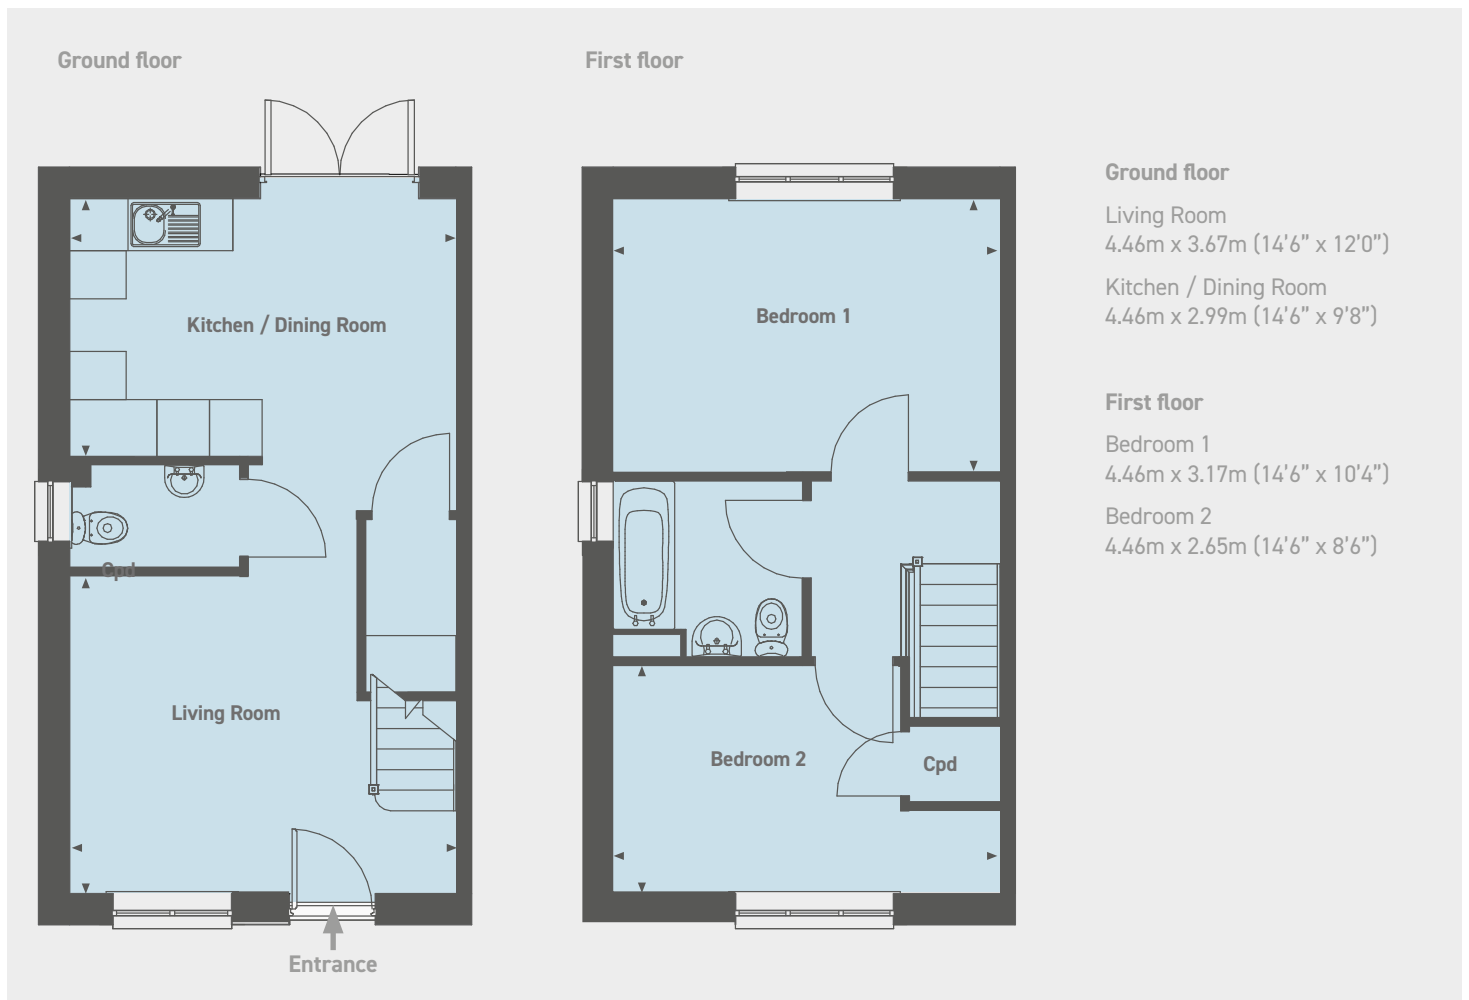 Ground floor
First floor
Kitchen / Dining Room
Cpd
Living Room
Entrance
Bedroom 1
Bedroom 2
Cpd
Ground floor
Living Room
4.46m x 3.67m (14’6” x 12’0”)
Kitchen / Dining Room
4.46m x 2.99m (14’6” x 9’8”)
First floor
Bedroom 1
4.46m x 3.17m (14’6” x 10’4”)
Bedroom 2
4.46m x 2.65m (14’6” x 8’6”)